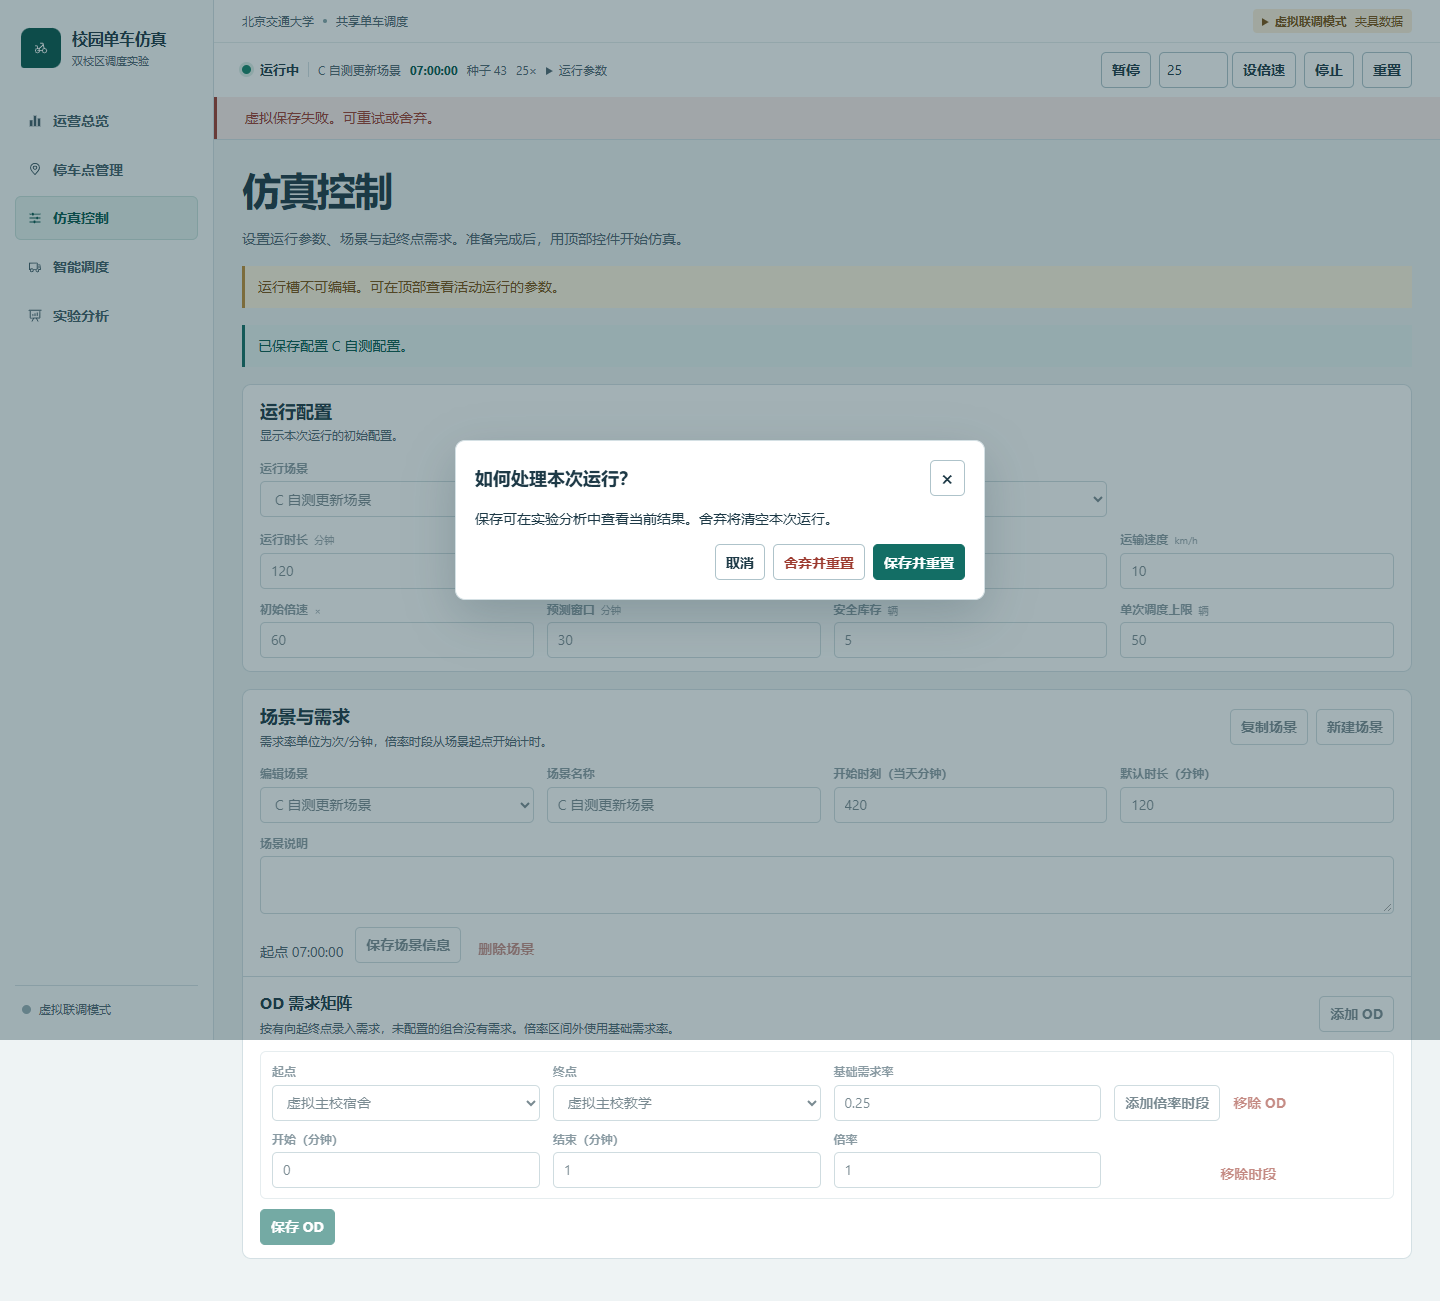 校园单车仿真
双校区调度实验
运营总览
停车点管理
仿真控制
智能调度
实验分析
虚拟联调模式
北京交通大学 • 共享单车调度
▶ 虚拟联调模式 夹具数据
运行中 C 自测更新场景 07:00:00 种子 43 25× ▶ 运行参数
暂停 25 设倍速 停止 重置
虚拟保存失败。可重试或舍弃。
仿真控制
设置运行参数、场景与起终点需求。准备完成后，用顶部控件开始仿真。
运行槽不可编辑。可在顶部查看活动运行的参数。
已保存配置 C 自测配置。
运行配置
显示本次运行的初始配置。
运行场景
C 自测更新场景
运行时长 分钟
120
运输速度 km/h
10
如何处理本次运行？
×
保存可在实验分析中查看当前结果。舍弃将清空本次运行。
取消 舍弃并重置 保存并重置
初始倍速 × 预测窗口 分钟 安全库存 辆 单次调度上限 辆
60 30 5 50
场景与需求
需求率单位为次/分钟，倍率时段从场景起点开始计时。
复制场景 新建场景
编辑场景 场景名称 开始时刻（当天分钟） 默认时长（分钟）
C 自测更新场景 C 自测更新场景 420 120
场景说明
起点 07:00:00 保存场景信息 删除场景
OD 需求矩阵
按有向起终点录入需求，未配置的组合没有需求。倍率区间外使用基础需求率。
添加 OD
起点 终点 基础需求率
虚拟主校宿舍 虚拟主校教学 0.25 添加倍率时段 移除 OD
开始（分钟） 结束（分钟） 倍率
0 1 1 移除时段
保存 OD